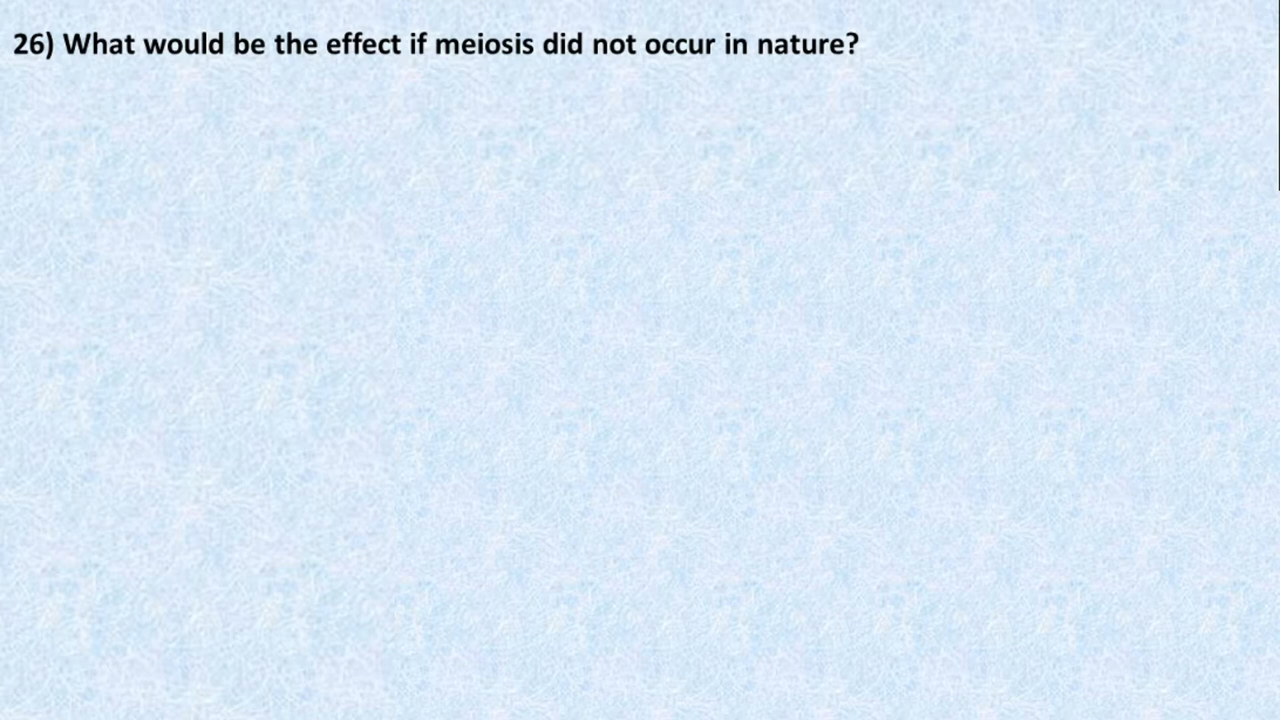 26) What would be the effect if meiosis did not occur in nature?